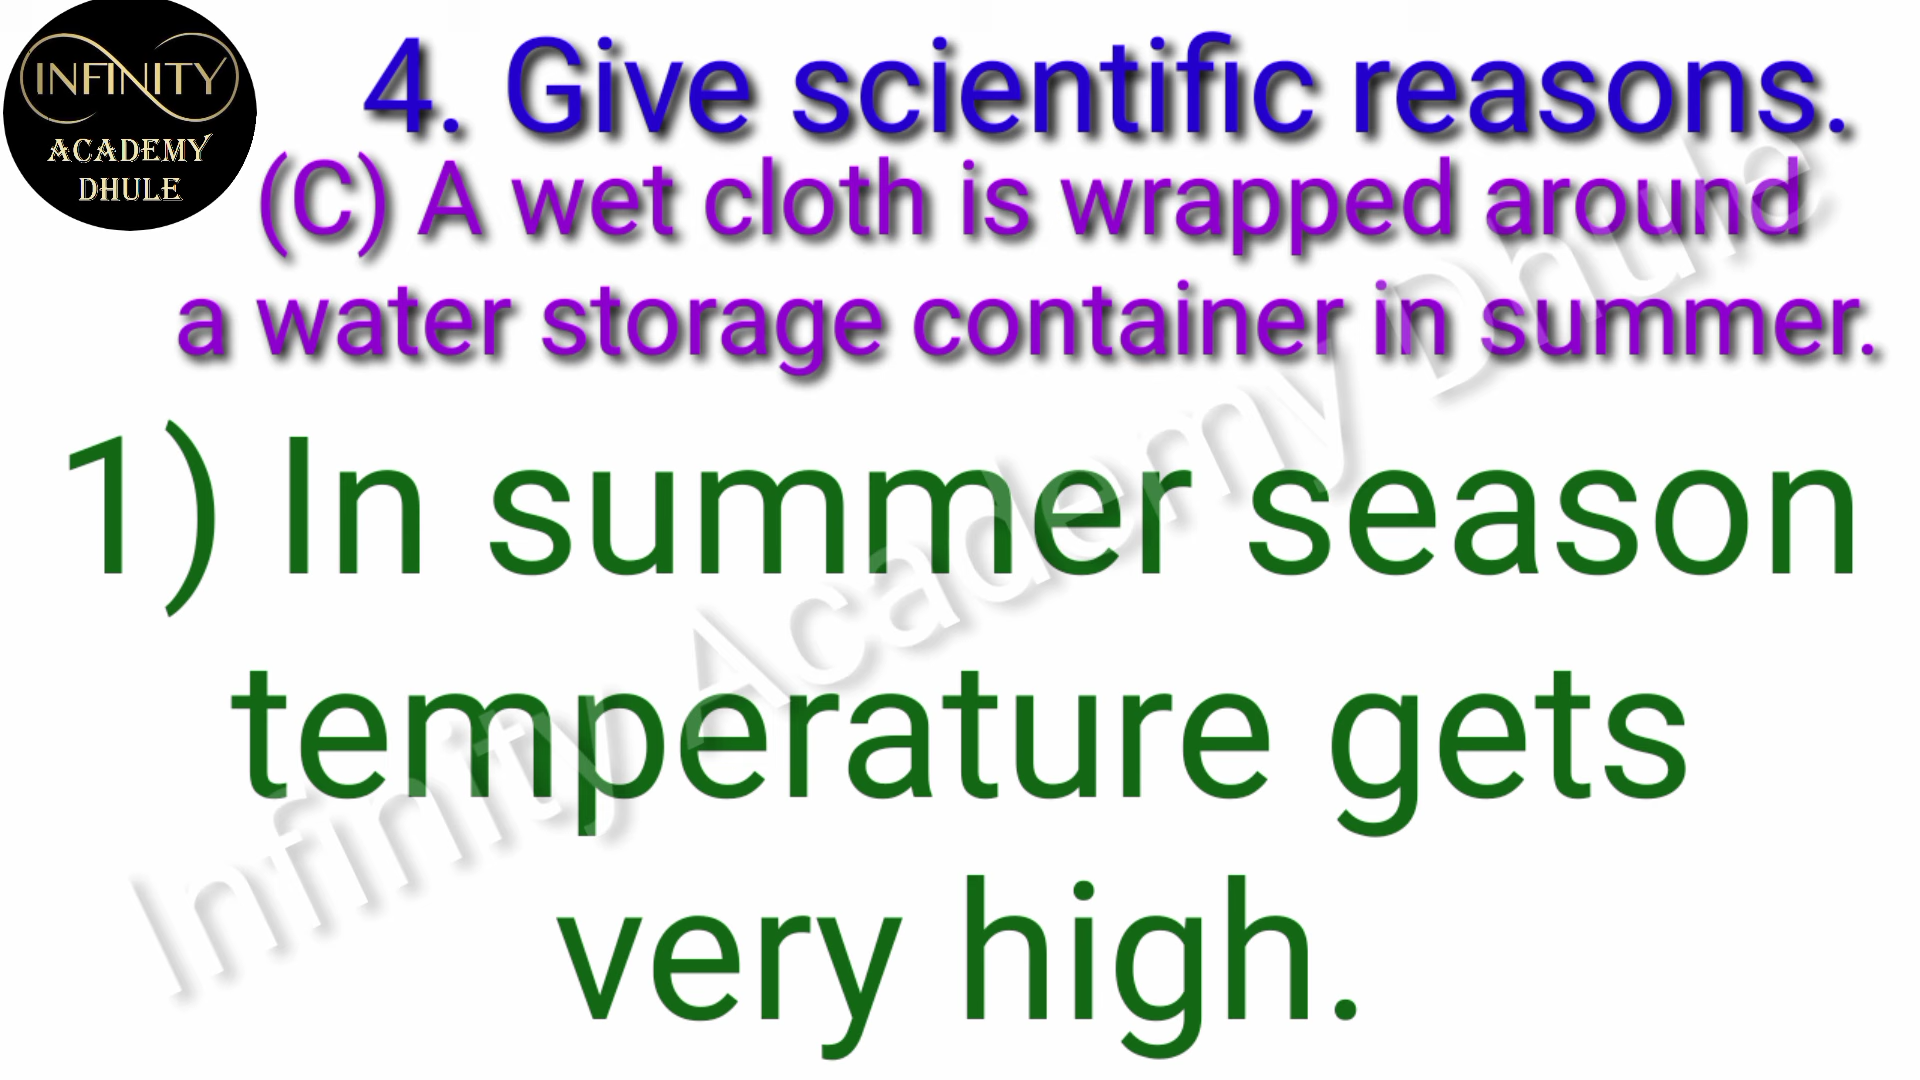 INFINITY
ACADEMY
DHULE
4. Give scientific reasons.
(C) A wet cloth is wrapped around
a water storage container in summer.
1) In summer season
temperature gets
very high.
Infinity Academy Dhule